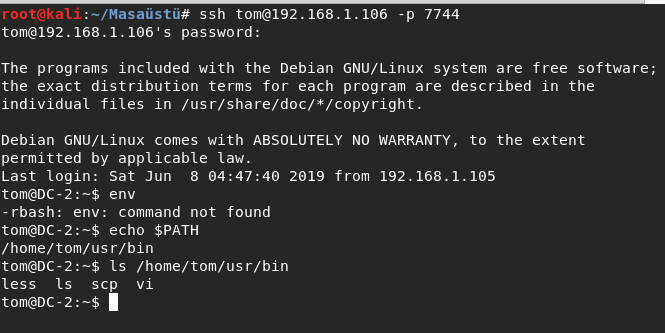 root@kali:~/Masaüstü# ssh tom@192.168.1.106 -p 7744
tom@192.168.1.106's password:
The programs included with the Debian GNU/Linux system are free software;
the exact distribution terms for each program are described in the
individual files in /usr/share/doc/*/copyright.
Debian GNU/Linux comes with ABSOLUTELY NO WARRANTY, to the extent
permitted by applicable law.
Last login: Sat Jun  8 04:47:40 2019 from 192.168.1.105
tom@DC-2:~$ env
-rbash: env: command not found
tom@DC-2:~$ echo $PATH
/home/tom/usr/bin
tom@DC-2:~$ ls /home/tom/usr/bin
less  ls  scp  vi
tom@DC-2:~$